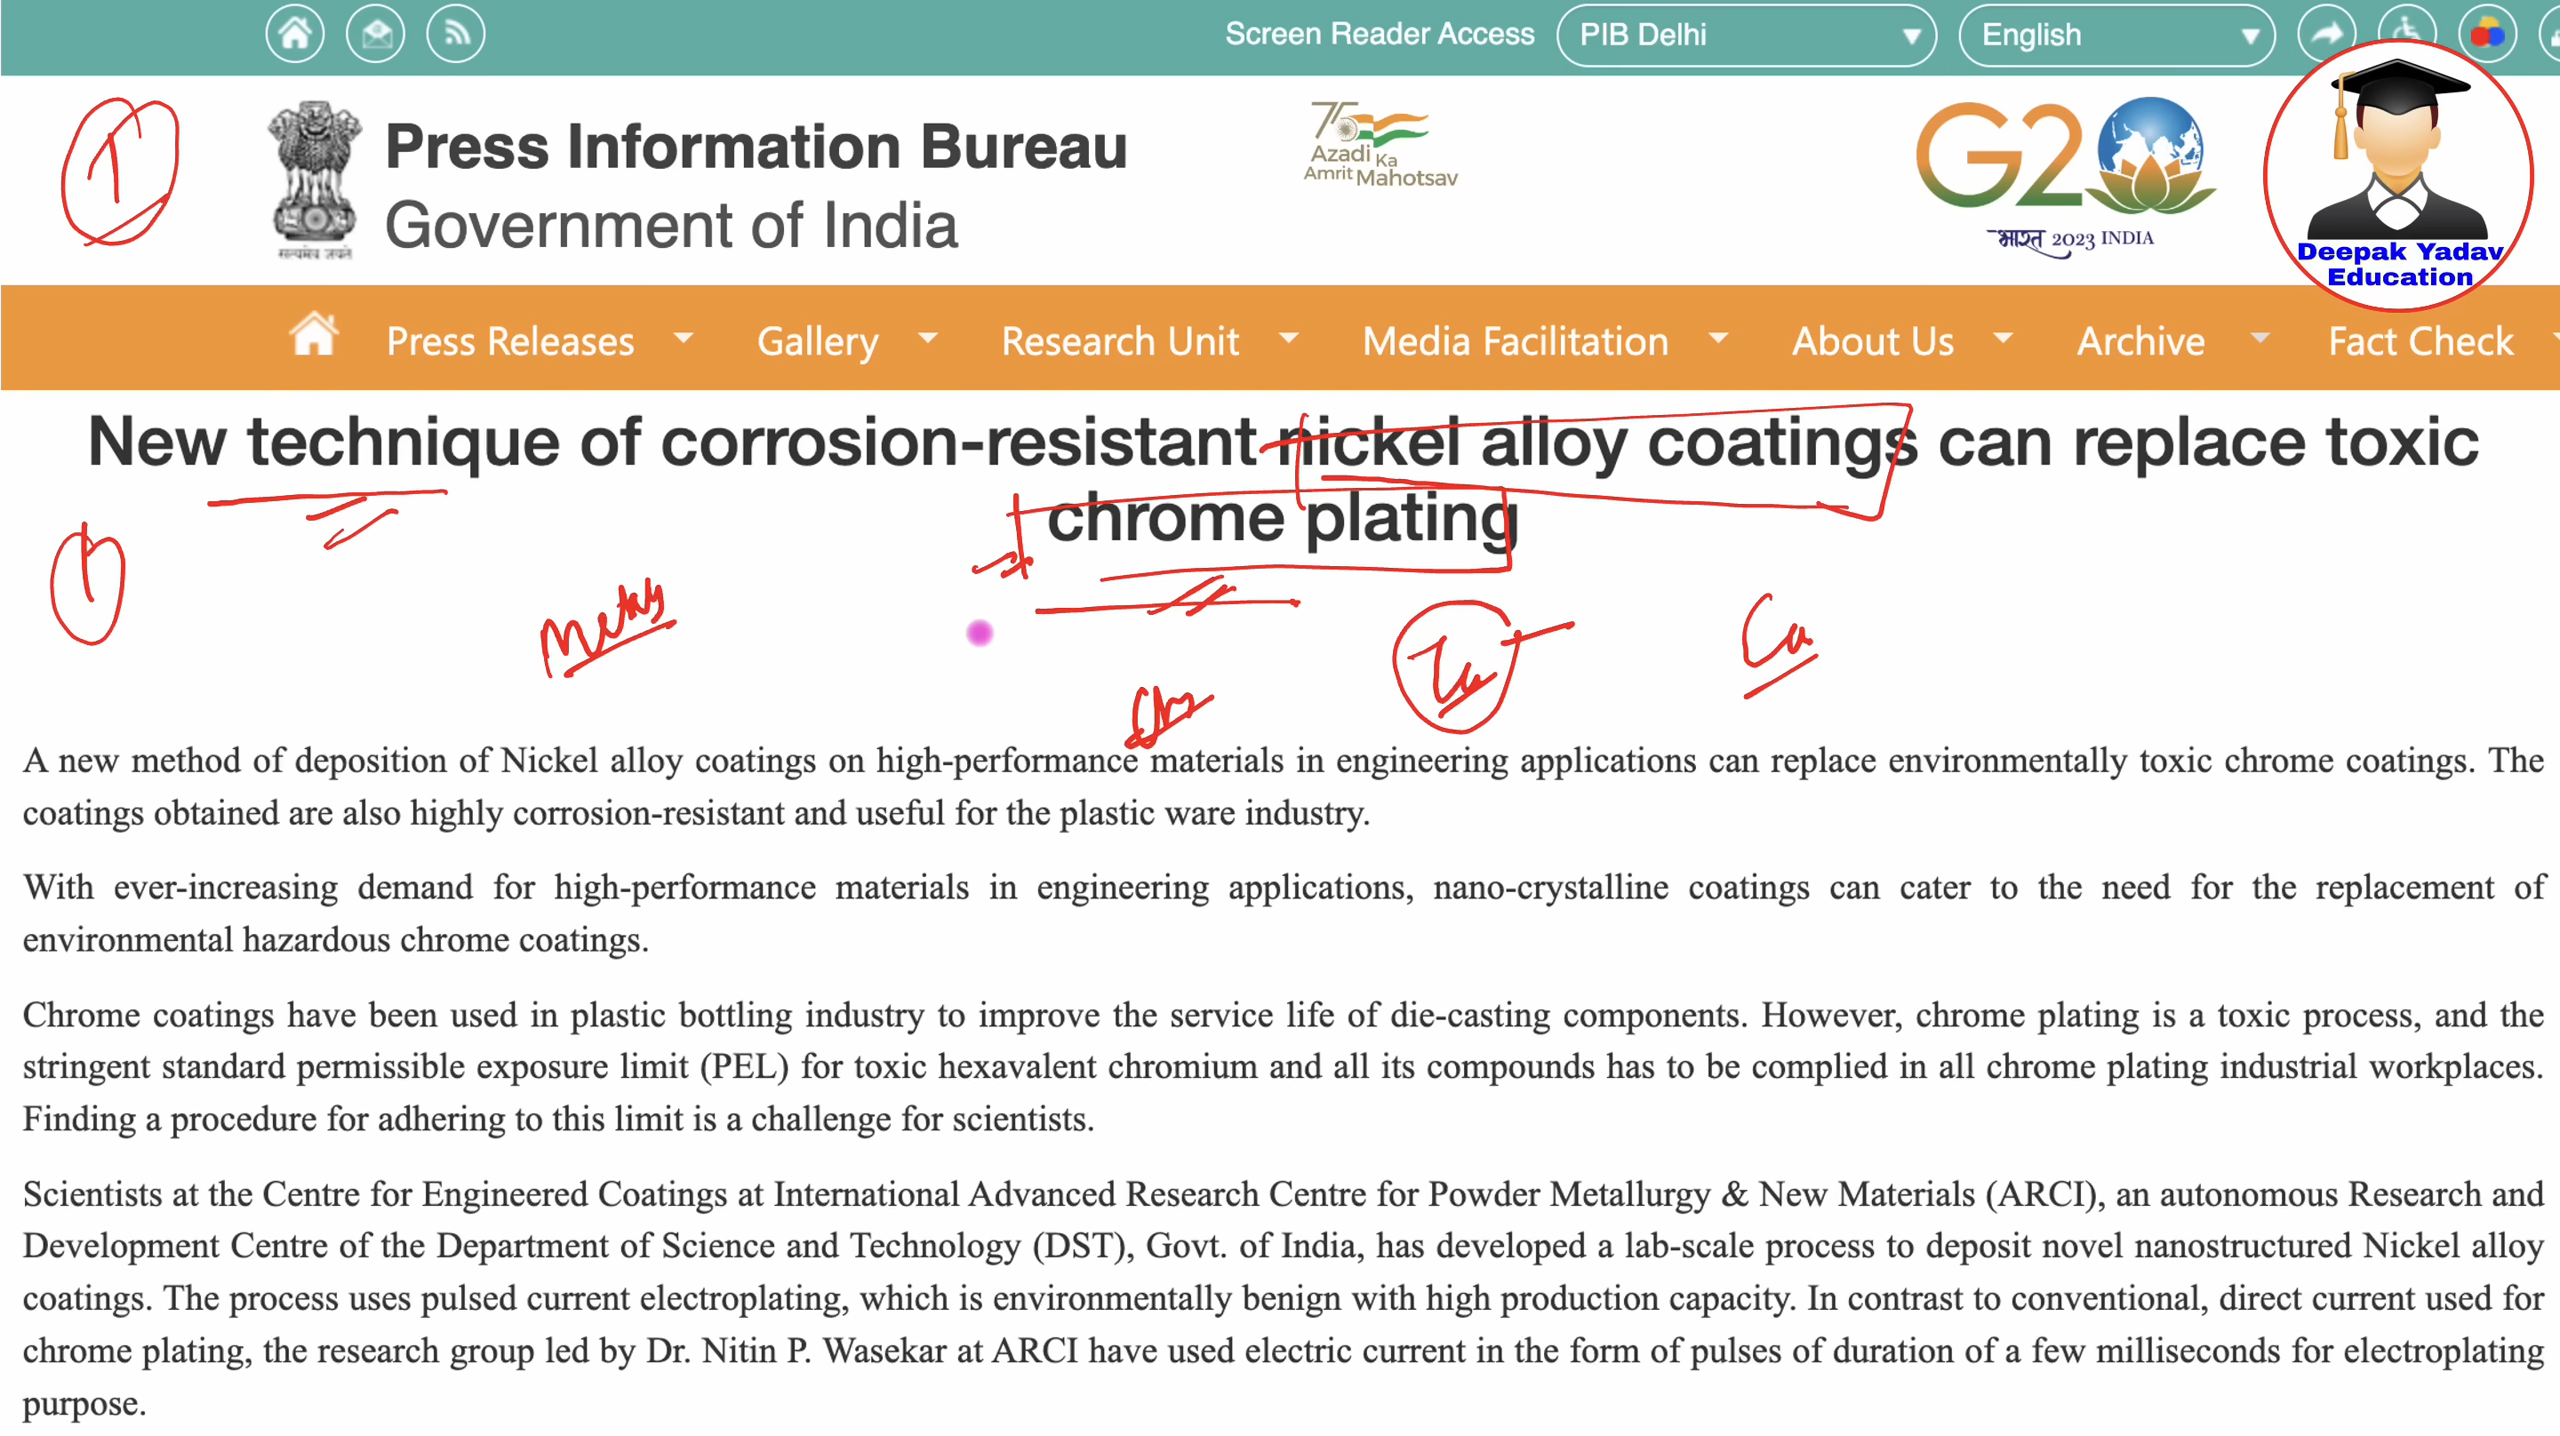 Screen Reader Access PIB Delhi English
Press Information Bureau
Government of India
सत्यमेव जयते
75
Azadi Ka
Amrit Mahotsav
G20
भारत 2023 INDIA
Deepak Yadav
Education
Press Releases Gallery Research Unit Media Facilitation About Us Archive Fact Check
New technique of corrosion-resistant nickel alloy coatings can replace toxic
chrome plating
Metals
A new method of deposition of Nickel alloy coatings on high-performance materials in engineering applications can replace environmentally toxic chrome coatings. The
coatings obtained are also highly corrosion-resistant and useful for the plastic ware industry.
With ever-increasing demand for high-performance materials in engineering applications, nano-crystalline coatings can cater to the need for the replacement of
environmental hazardous chrome coatings.
Chrome coatings have been used in plastic bottling industry to improve the service life of die-casting components. However, chrome plating is a toxic process, and the
stringent standard permissible exposure limit (PEL) for toxic hexavalent chromium and all its compounds has to be complied in all chrome plating industrial workplaces.
Finding a procedure for adhering to this limit is a challenge for scientists.
Scientists at the Centre for Engineered Coatings at International Advanced Research Centre for Powder Metallurgy & New Materials (ARCI), an autonomous Research and
Development Centre of the Department of Science and Technology (DST), Govt. of India, has developed a lab-scale process to deposit novel nanostructured Nickel alloy
coatings. The process uses pulsed current electroplating, which is environmentally benign with high production capacity. In contrast to conventional, direct current used for
chrome plating, the research group led by Dr. Nitin P. Wasekar at ARCI have used electric current in the form of pulses of duration of a few milliseconds for electroplating
purpose.